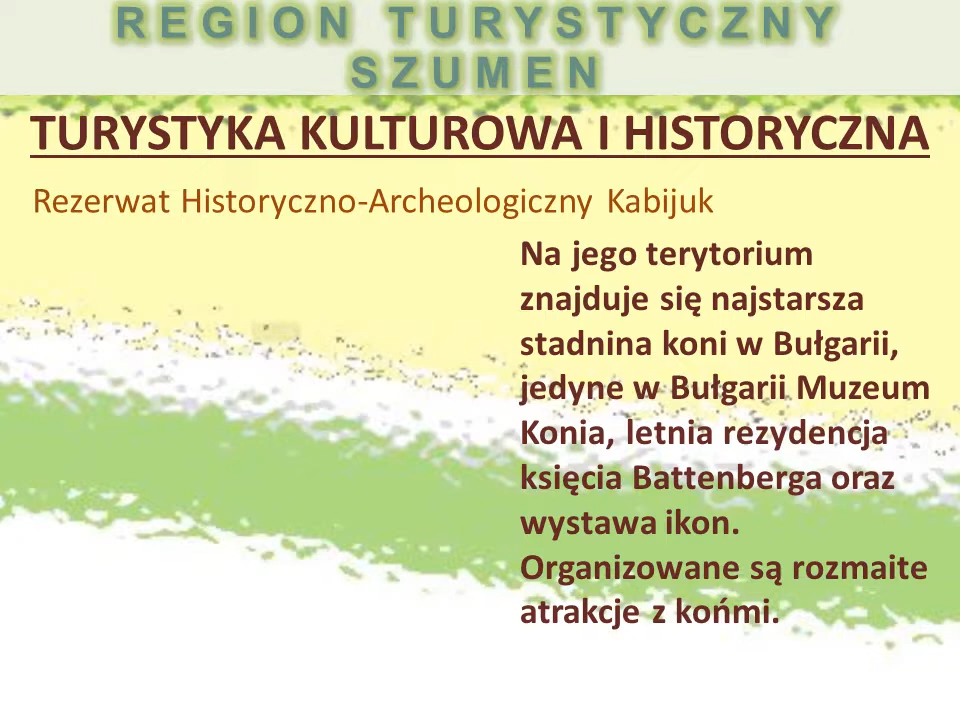 REGION TURYSTYCZNY
SZUMEN
TURYSTYKA KULTUROWA I HISTORYCZNA
Rezerwat Historyczno-Archeologiczny Kabijuk
Na jego terytorium
znajduje się najstarsza
stadnina koni w Bułgarii,
jedyne w Bułgarii Muzeum
Konia, letnia rezydencja
księcia Battenberga oraz
wystawa ikon.
Organizowane są rozmaite
atrakcje z końmi.